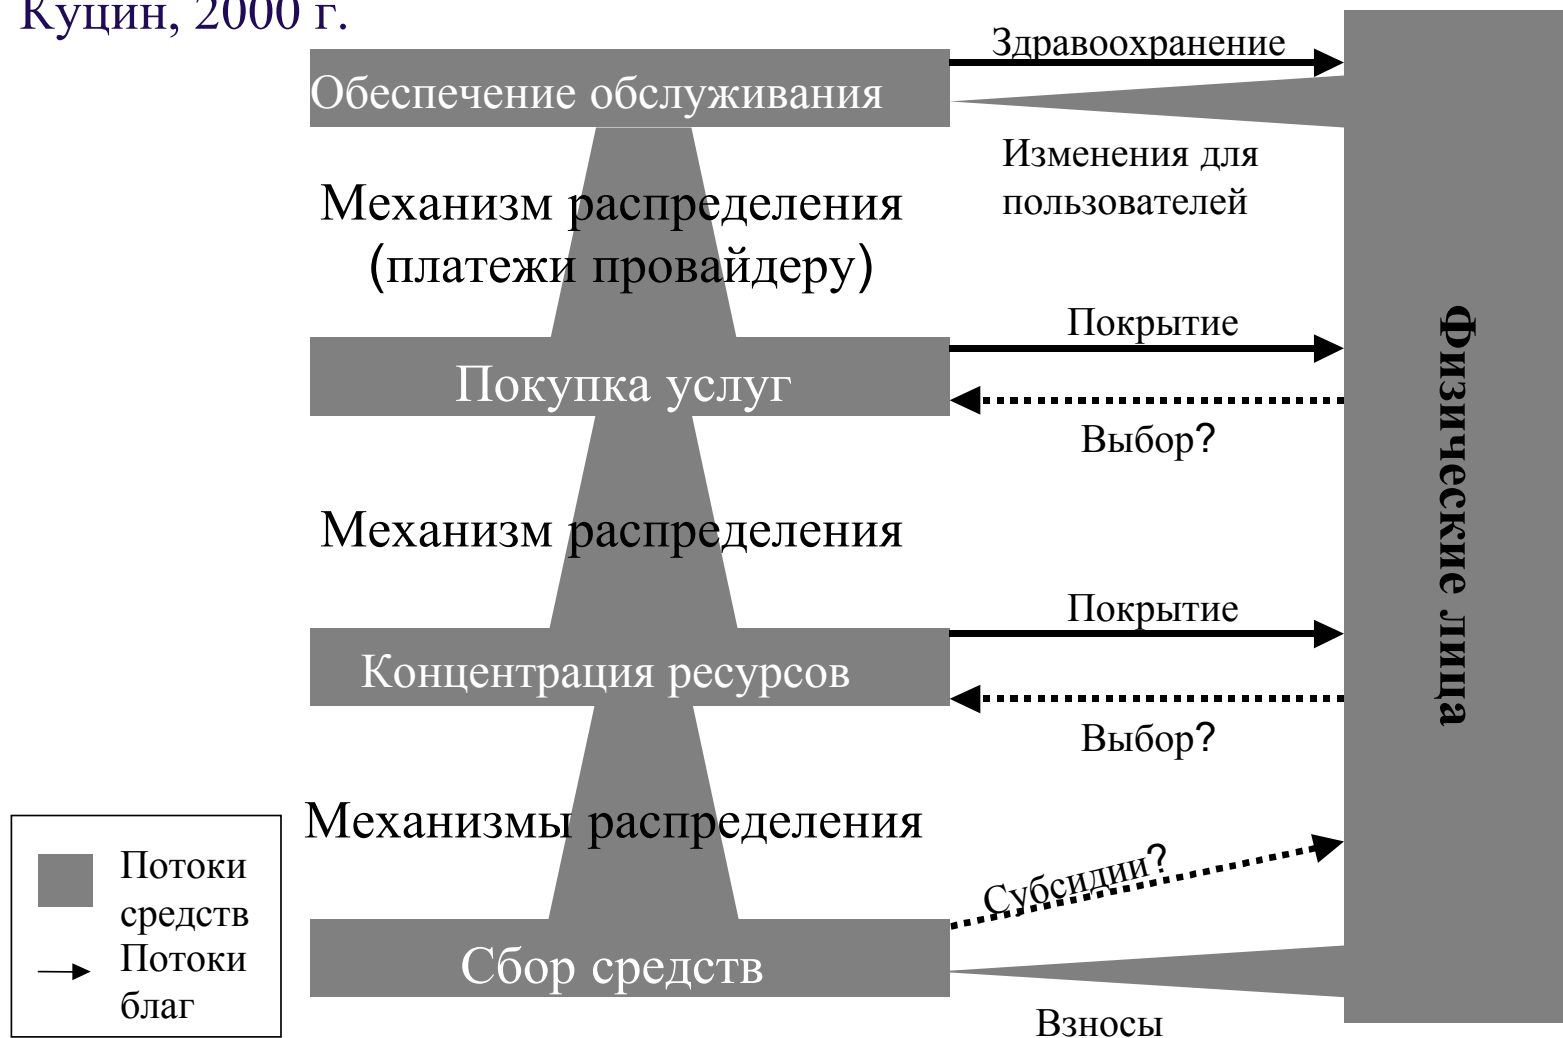 Куцин, 2000 г.
Здравоохранение
Обеспечение обслуживания
Изменения для
пользователей
Механизм распределения
(платежи провайдеру)
Покрытие
Покупка услуг
Выбор?
Механизм распределения
Покрытие
Концентрация ресурсов
Выбор?
Механизмы распределения
Субсидии?
Сбор средств
Взносы
Физические лица
Потоки
средств
Потоки
благ